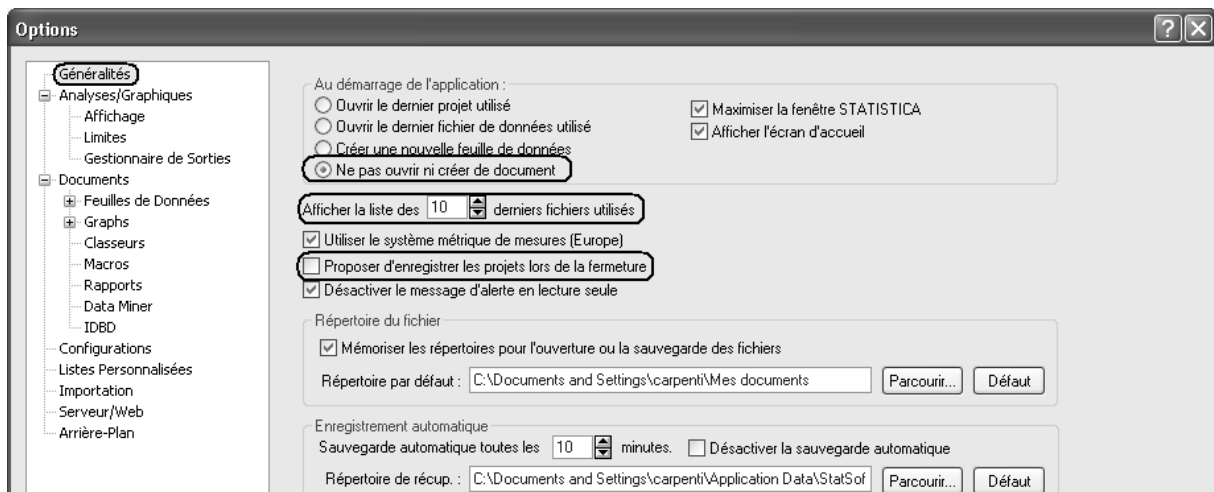 Options
Généralités
Analyses/Graphiques
Affichage
Limites
Gestionnaire de Sorties
Documents
Feuilles de Données
Graphs
Classeurs
Macros
Rapports
Data Miner
IDBD
Configurations
Listes Personnalisées
Importation
Serveur/Web
Arrière-Plan
Au démarrage de l'application :
Ouvrir le dernier projet utilisé
Ouvrir le dernier fichier de données utilisé
Créer une nouvelle feuille de données
Ne pas ouvrir ni créer de document
Maximiser la fenêtre STATISTICA
Afficher l'écran d'accueil
Afficher la liste des 10 derniers fichiers utilisés
Utiliser le système métrique de mesures (Europe)
Proposer d'enregistrer les projets lors de la fermeture
Désactiver le message d'alerte en lecture seule
Répertoire du fichier
Mémoriser les répertoires pour l'ouverture ou la sauvegarde des fichiers
Répertoire par défaut : C:\Documents and Settings\carpenti\Mes documents Parcourir... Défaut
Enregistrement automatique
Sauvegarde automatique toutes les 10 minutes. Désactiver la sauvegarde automatique
Répertoire de récup. : C:\Documents and Settings\carpenti\Application Data\StatSof Parcourir... Défaut